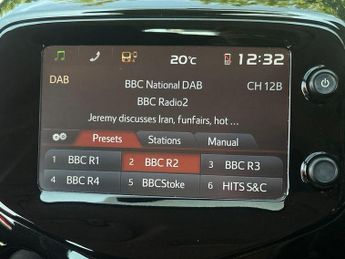 20°C 12:32
DAB
BBC National DAB CH 12B
BBC Radio2
Jeremy discusses Iran, funfairs, hot ...
Presets Stations Manual
1 BBC R1 2 BBC R2 3 BBC R3
4 BBC R4 5 BBCStoke 6 HITS S&C